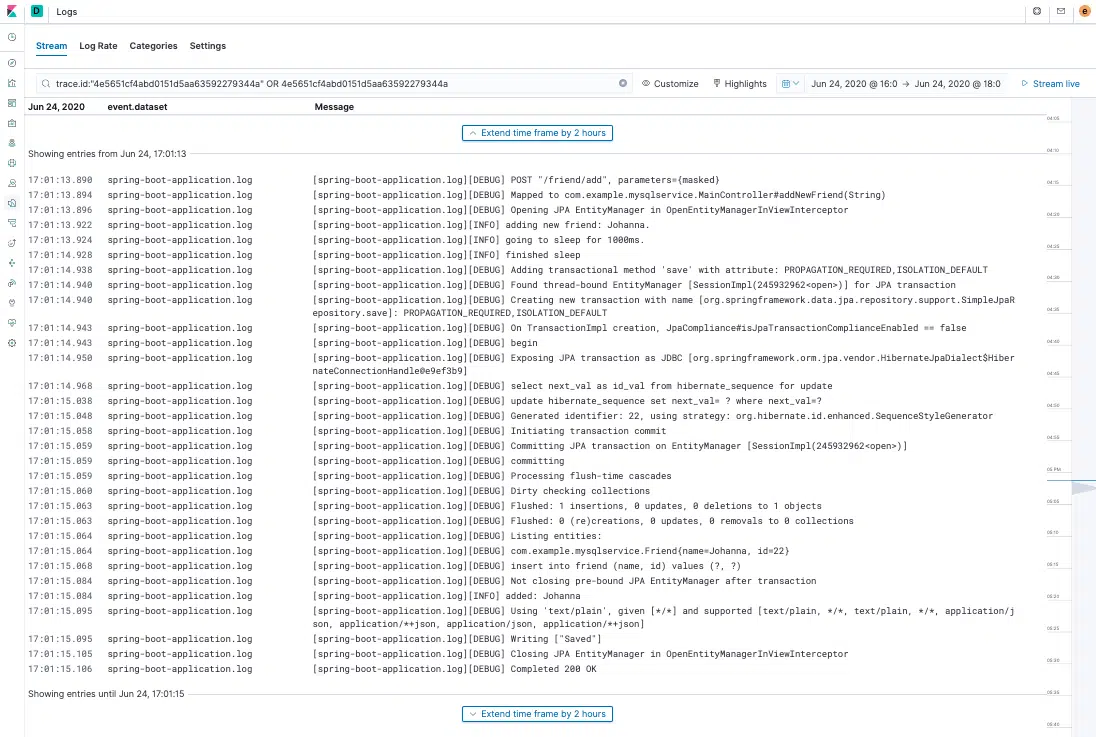 D Logs e
Stream Log Rate Categories Settings
trace.id:"4e5651cf4abd0151d5aa63592279344a" OR 4e5651cf4abd0151d5aa63592279344a Customize Highlights Jun 24, 2020 @ 16:0 → Jun 24, 2020 @ 18:0 Stream live
Jun 24, 2020 event.dataset Message
Extend time frame by 2 hours
Showing entries from Jun 24, 17:01:13
17:01:13.890 spring-boot-application.log [spring-boot-application.log][DEBUG] POST "/friend/add", parameters={masked}
17:01:13.894 spring-boot-application.log [spring-boot-application.log][DEBUG] Mapped to com.example.mysqlservice.MainController#addNewFriend(String)
17:01:13.896 spring-boot-application.log [spring-boot-application.log][DEBUG] Opening JPA EntityManager in OpenEntityManagerInViewInterceptor
17:01:13.922 spring-boot-application.log [spring-boot-application.log][INFO] adding new friend: Johanna.
17:01:13.924 spring-boot-application.log [spring-boot-application.log][INFO] going to sleep for 1000ms.
17:01:14.928 spring-boot-application.log [spring-boot-application.log][INFO] finished sleep
17:01:14.938 spring-boot-application.log [spring-boot-application.log][DEBUG] Adding transactional method 'save' with attribute: PROPAGATION_REQUIRED,ISOLATION_DEFAULT
17:01:14.940 spring-boot-application.log [spring-boot-application.log][DEBUG] Found thread-bound EntityManager [SessionImpl(245932962<open>)] for JPA transaction
17:01:14.940 spring-boot-application.log [spring-boot-application.log][DEBUG] Creating new transaction with name [org.springframework.data.jpa.repository.support.SimpleJpaR
epository.save]: PROPAGATION_REQUIRED,ISOLATION_DEFAULT
17:01:14.943 spring-boot-application.log [spring-boot-application.log][DEBUG] On TransactionImpl creation, JpaCompliance#isJpaTransactionComplianceEnabled == false
17:01:14.943 spring-boot-application.log [spring-boot-application.log][DEBUG] begin
17:01:14.950 spring-boot-application.log [spring-boot-application.log][DEBUG] Exposing JPA transaction as JDBC [org.springframework.orm.jpa.vendor.HibernateJpaDialect$Hiber
nateConnectionHandle@e9ef3b9]
17:01:14.968 spring-boot-application.log [spring-boot-application.log][DEBUG] select next_val as id_val from hibernate_sequence for update
17:01:15.038 spring-boot-application.log [spring-boot-application.log][DEBUG] update hibernate_sequence set next_val= ? where next_val=?
17:01:15.048 spring-boot-application.log [spring-boot-application.log][DEBUG] Generated identifier: 22, using strategy: org.hibernate.id.enhanced.SequenceStyleGenerator
17:01:15.058 spring-boot-application.log [spring-boot-application.log][DEBUG] Initiating transaction commit
17:01:15.059 spring-boot-application.log [spring-boot-application.log][DEBUG] Committing JPA transaction on EntityManager [SessionImpl(245932962<open>)]
17:01:15.059 spring-boot-application.log [spring-boot-application.log][DEBUG] committing
17:01:15.059 spring-boot-application.log [spring-boot-application.log][DEBUG] Processing flush-time cascades
17:01:15.060 spring-boot-application.log [spring-boot-application.log][DEBUG] Dirty checking collections
17:01:15.063 spring-boot-application.log [spring-boot-application.log][DEBUG] Flushed: 1 insertions, 0 updates, 0 deletions to 1 objects
17:01:15.063 spring-boot-application.log [spring-boot-application.log][DEBUG] Flushed: 0 (re)creations, 0 updates, 0 removals to 0 collections
17:01:15.064 spring-boot-application.log [spring-boot-application.log][DEBUG] Listing entities:
17:01:15.064 spring-boot-application.log [spring-boot-application.log][DEBUG] com.example.mysqlservice.Friend{name=Johanna, id=22}
17:01:15.068 spring-boot-application.log [spring-boot-application.log][DEBUG] insert into friend (name, id) values (?, ?)
17:01:15.084 spring-boot-application.log [spring-boot-application.log][DEBUG] Not closing pre-bound JPA EntityManager after transaction
17:01:15.084 spring-boot-application.log [spring-boot-application.log][INFO] added: Johanna
17:01:15.095 spring-boot-application.log [spring-boot-application.log][DEBUG] Using 'text/plain', given [*/*] and supported [text/plain, */*, text/plain, */*, application/j
son, application/*+json, application/json, application/*+json]
17:01:15.095 spring-boot-application.log [spring-boot-application.log][DEBUG] Writing ["Saved"]
17:01:15.105 spring-boot-application.log [spring-boot-application.log][DEBUG] Closing JPA EntityManager in OpenEntityManagerInViewInterceptor
17:01:15.106 spring-boot-application.log [spring-boot-application.log][DEBUG] Completed 200 OK
Showing entries until Jun 24, 17:01:15
Extend time frame by 2 hours